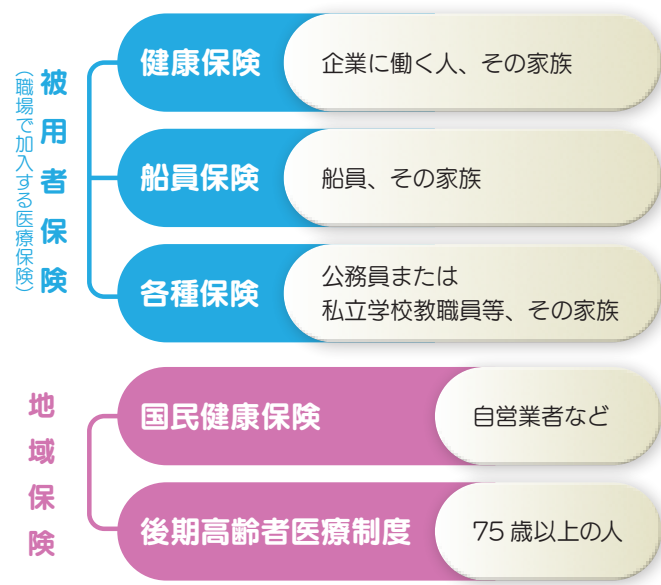 被用者保険
（職場で加入する医療保険）
健康保険
企業に働く人、その家族
船員保険
船員、その家族
各種保険
公務員または
私立学校教職員等、その家族
地域保険
国民健康保険
自営業者など
後期高齢者医療制度
75歳以上の人